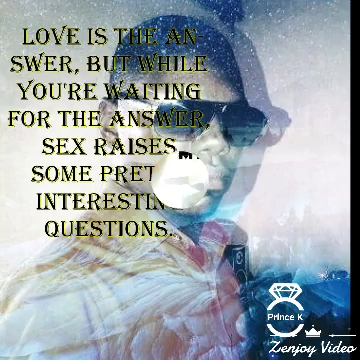 LOVE IS THE AN-
SWER, BUT WHILE
YOU'RE WAITING
FOR THE ANSWER,
SEX RAISES
SOME
INTERESTIN
QUESTIONS.
Prince K
Zenjoy Video